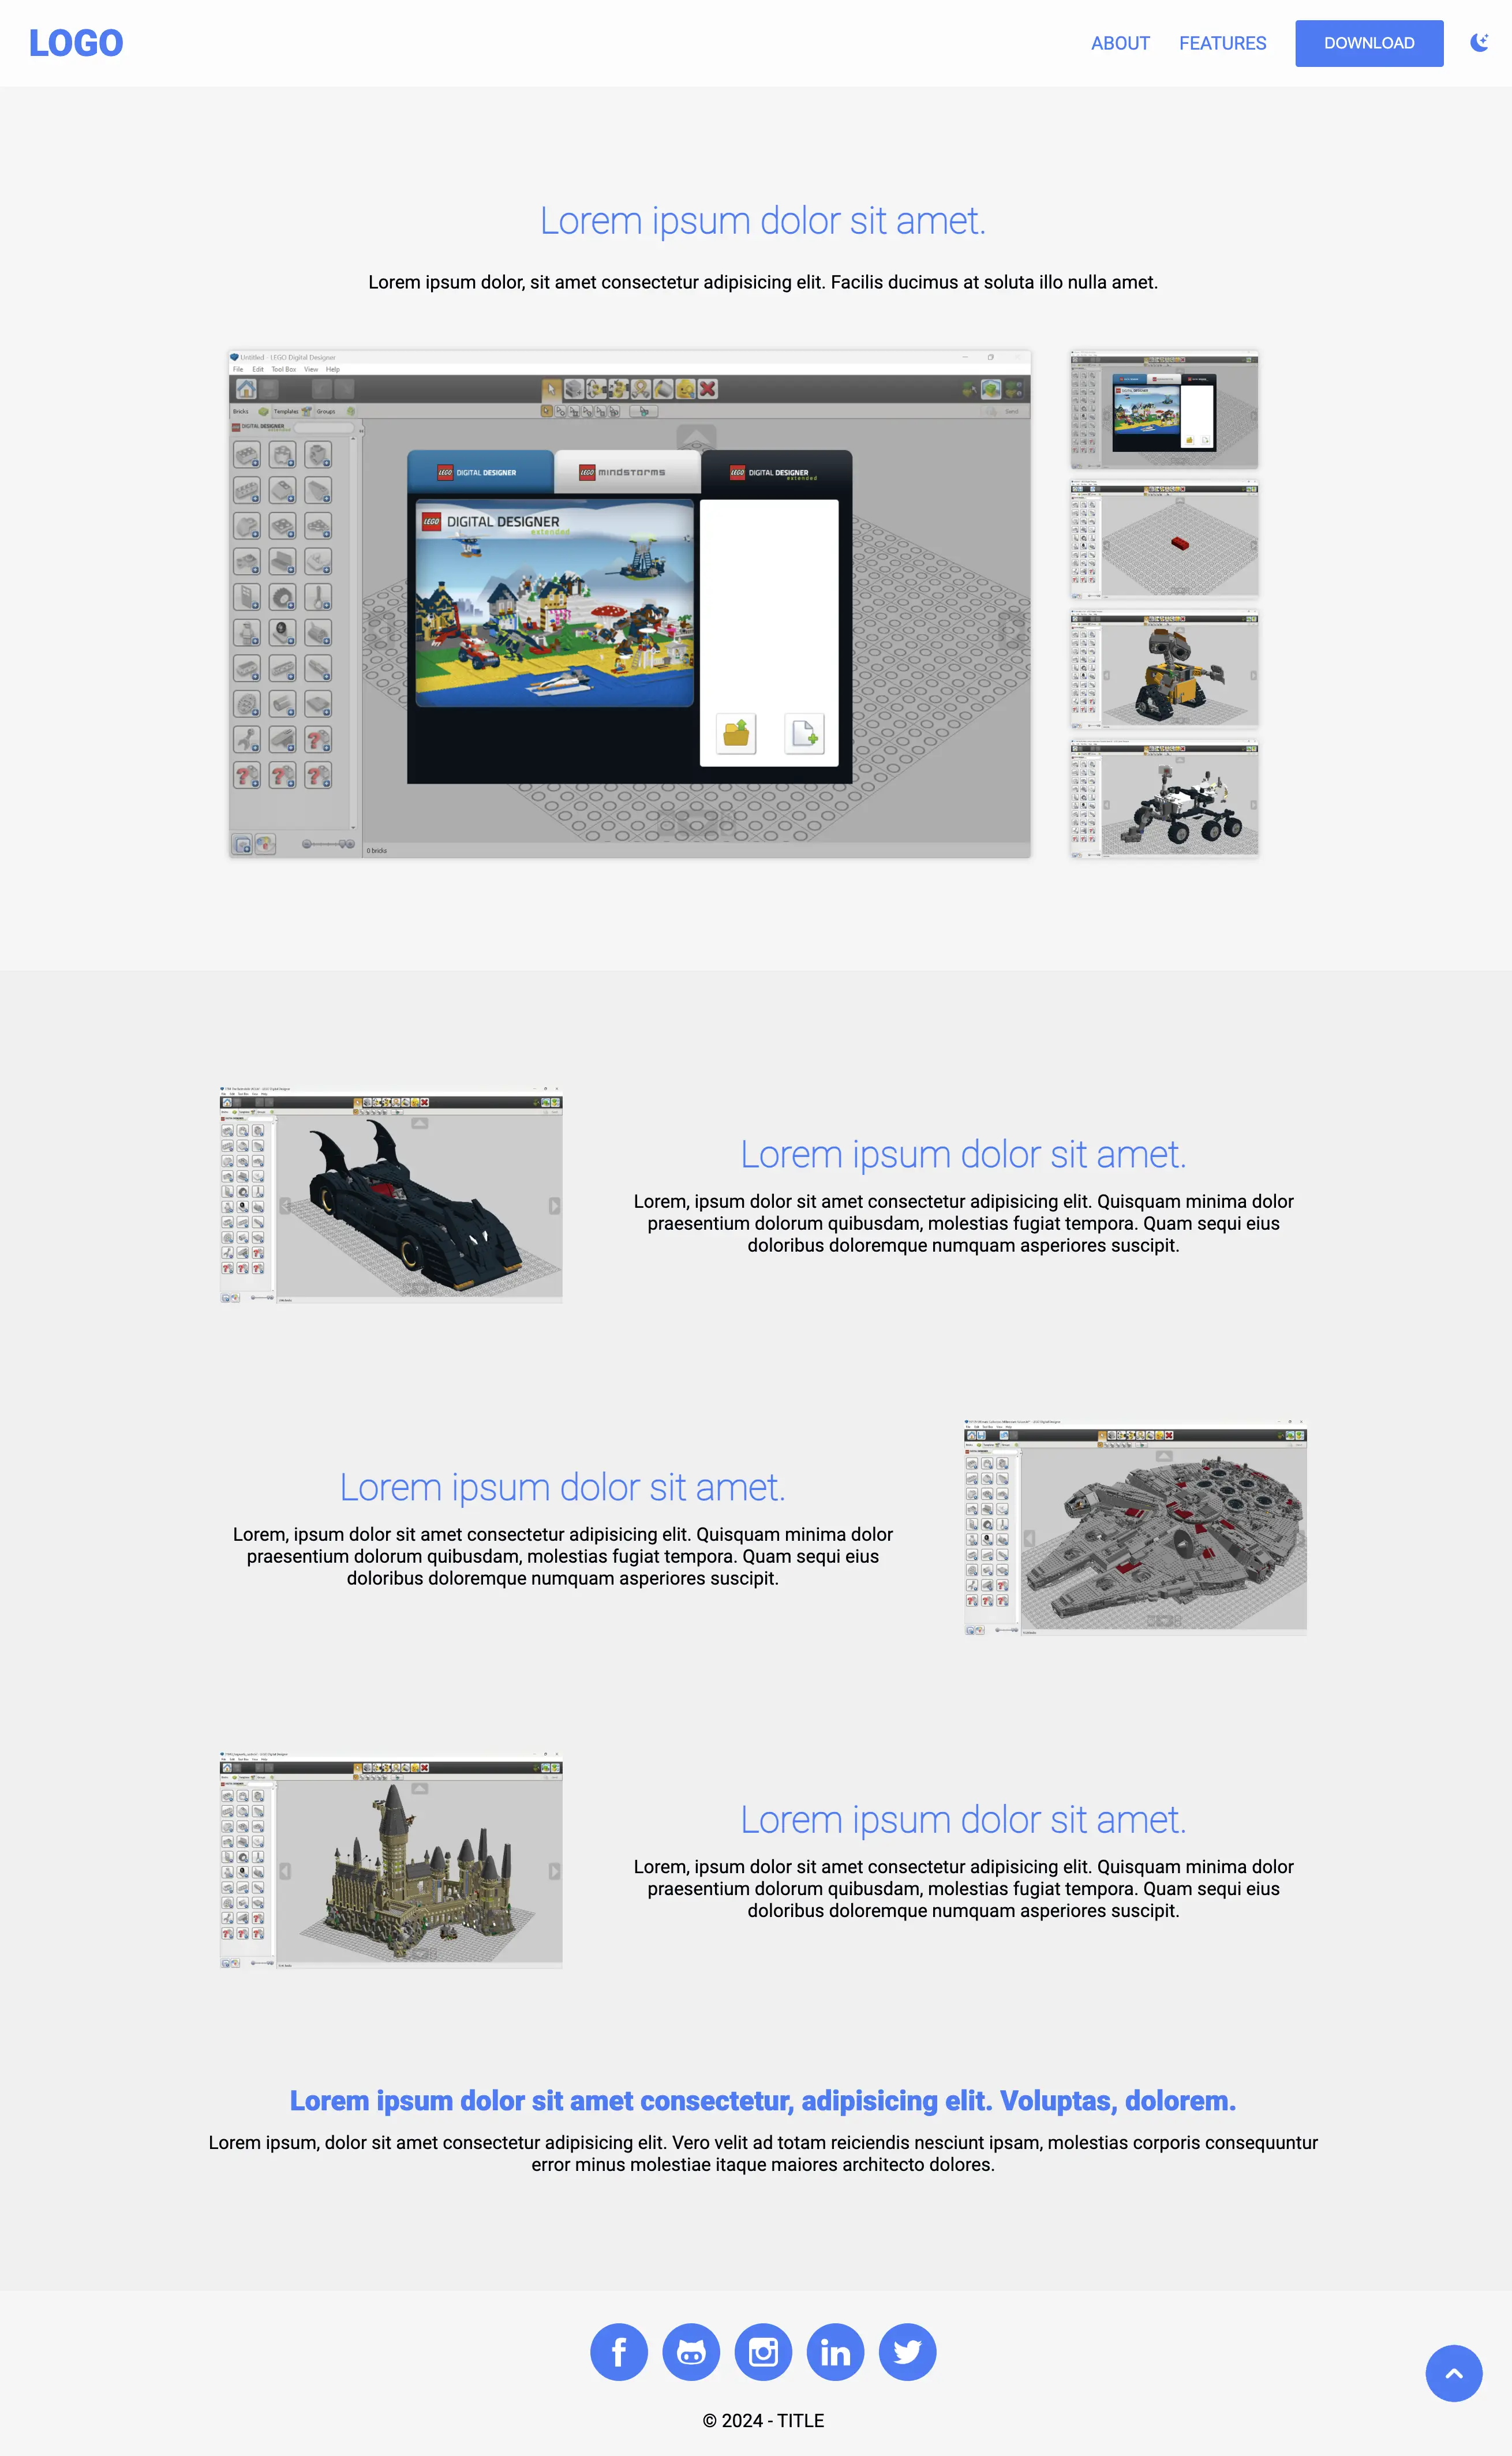 LOGO
ABOUT FEATURES DOWNLOAD
Lorem ipsum dolor sit amet.
Lorem ipsum dolor, sit amet consectetur adipisicing elit. Facilis ducimus at soluta illo nulla amet.
Untitled - LEGO Digital Designer
File Edit Tool Box View Help
Bricks Templates Groups Send
DIGITAL DESIGNER
LEGO DIGITAL DESIGNER
LEGO mindstorms
LEGO DIGITAL DESIGNER
extended
LEGO DIGITAL DESIGNER
extended
0 bricks
Lorem ipsum dolor sit amet.
Lorem, ipsum dolor sit amet consectetur adipisicing elit. Quisquam minima dolor
praesentium dolorum quibusdam, molestias fugiat tempora. Quam sequi eius
doloribus doloremque numquam asperiores suscipit.
Lorem ipsum dolor sit amet.
Lorem, ipsum dolor sit amet consectetur adipisicing elit. Quisquam minima dolor
praesentium dolorum quibusdam, molestias fugiat tempora. Quam sequi eius
doloribus doloremque numquam asperiores suscipit.
Lorem ipsum dolor sit amet.
Lorem, ipsum dolor sit amet consectetur adipisicing elit. Quisquam minima dolor
praesentium dolorum quibusdam, molestias fugiat tempora. Quam sequi eius
doloribus doloremque numquam asperiores suscipit.
Lorem ipsum dolor sit amet consectetur, adipisicing elit. Voluptas, dolorem.
Lorem ipsum, dolor sit amet consectetur adipisicing elit. Vero velit ad totam reiciendis nesciunt ipsam, molestias corporis consequuntur
error minus molestiae itaque maiores architecto dolores.
© 2024 - TITLE